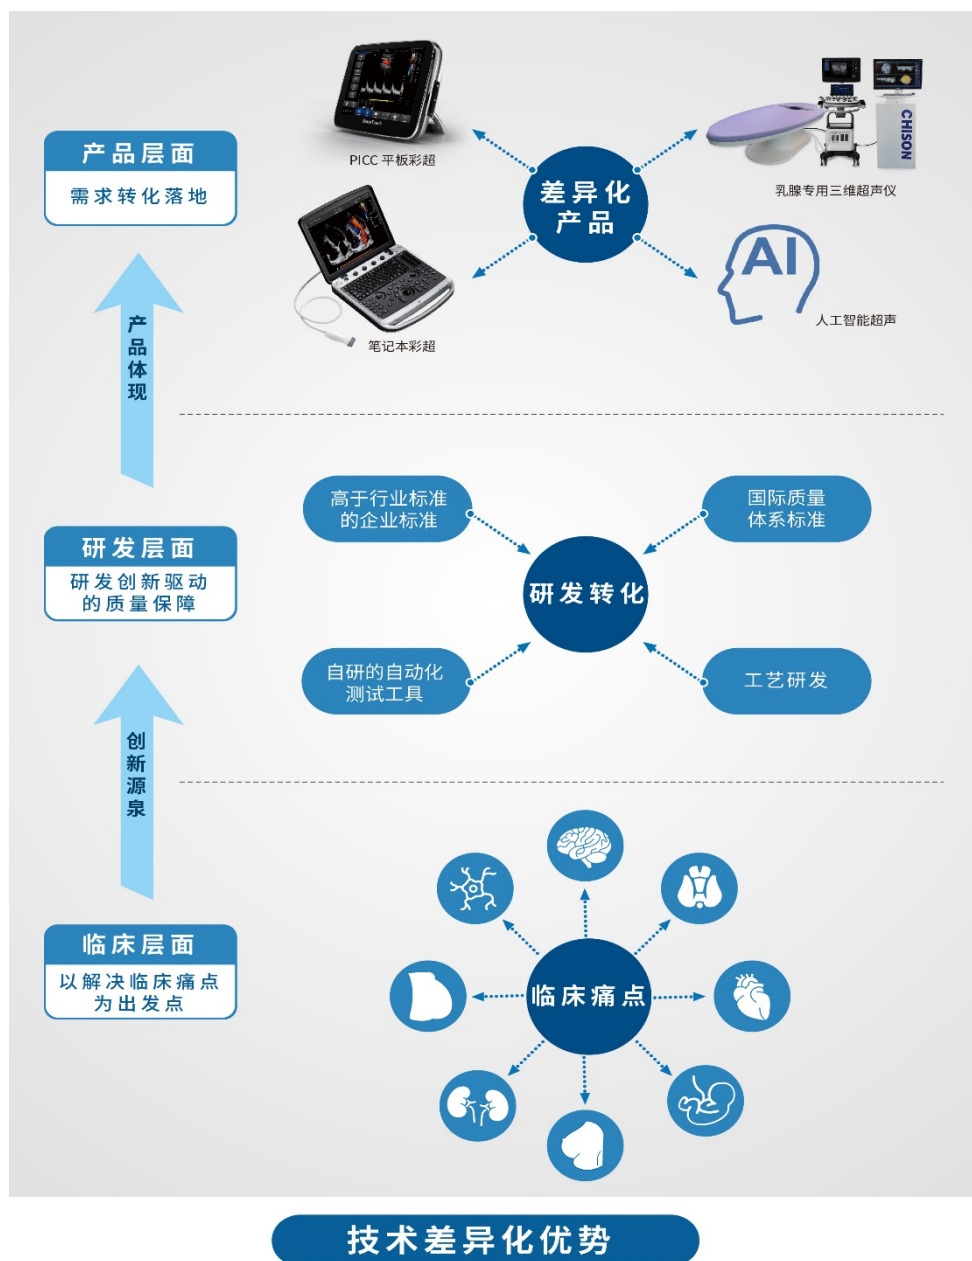 产品层面
需求转化落地
PICC 平板彩超
CHISON
乳腺专用三维超声仪
差异化
产品
笔记本彩超
AI
人工智能超声
产品体现
研发层面
研发创新驱动
的质量保障
高于行业标准
的企业标准
国际质量
体系标准
研发转化
自研的自动化
测试工具
工艺研发
创新源泉
临床层面
以解决临床痛点
为出发点
临床痛点
技术差异化优势